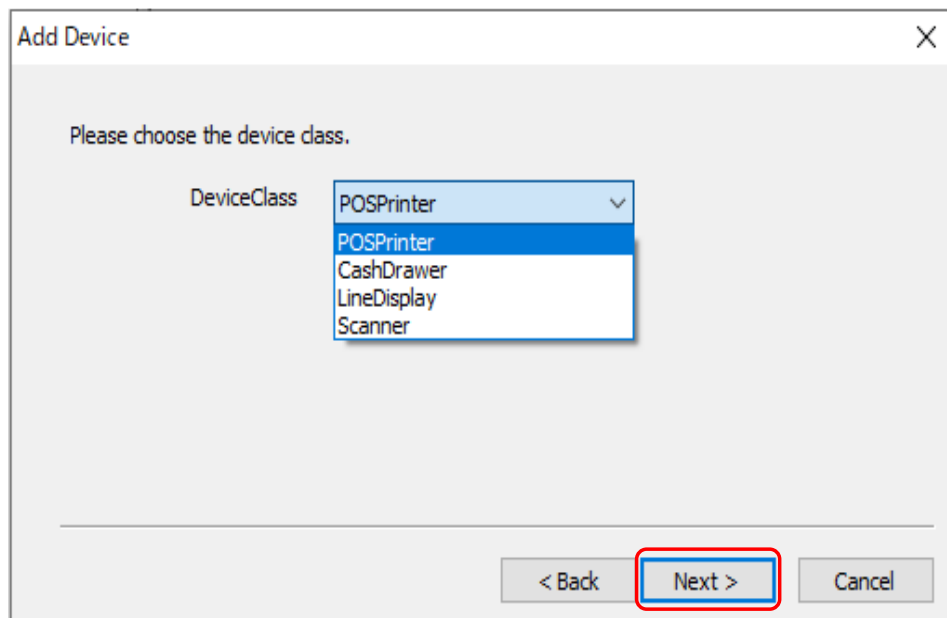 Add Device
Please choose the device class.
DeviceClass
POSPrinter
POSPrinter
CashDrawer
LineDisplay
Scanner
< Back
Next >
Cancel